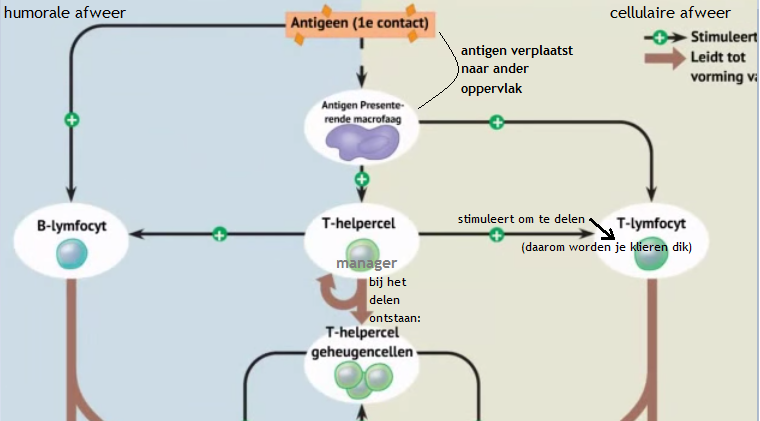 humorale afweer
Antigeen (1e contact)
cellulaire afweer
Stimuleert
Leidt tot
vorming va
antigen verplaatst
naar ander
oppervlak
Antigen Presente-
rende macrofaag
B-lymfocyt
T-helpercel
manager
stimuleert om te delen
T-lymfocyt
(daarom worden je klieren dik)
bij het
delen
ontstaan:
T-helpercel
geheugencellen